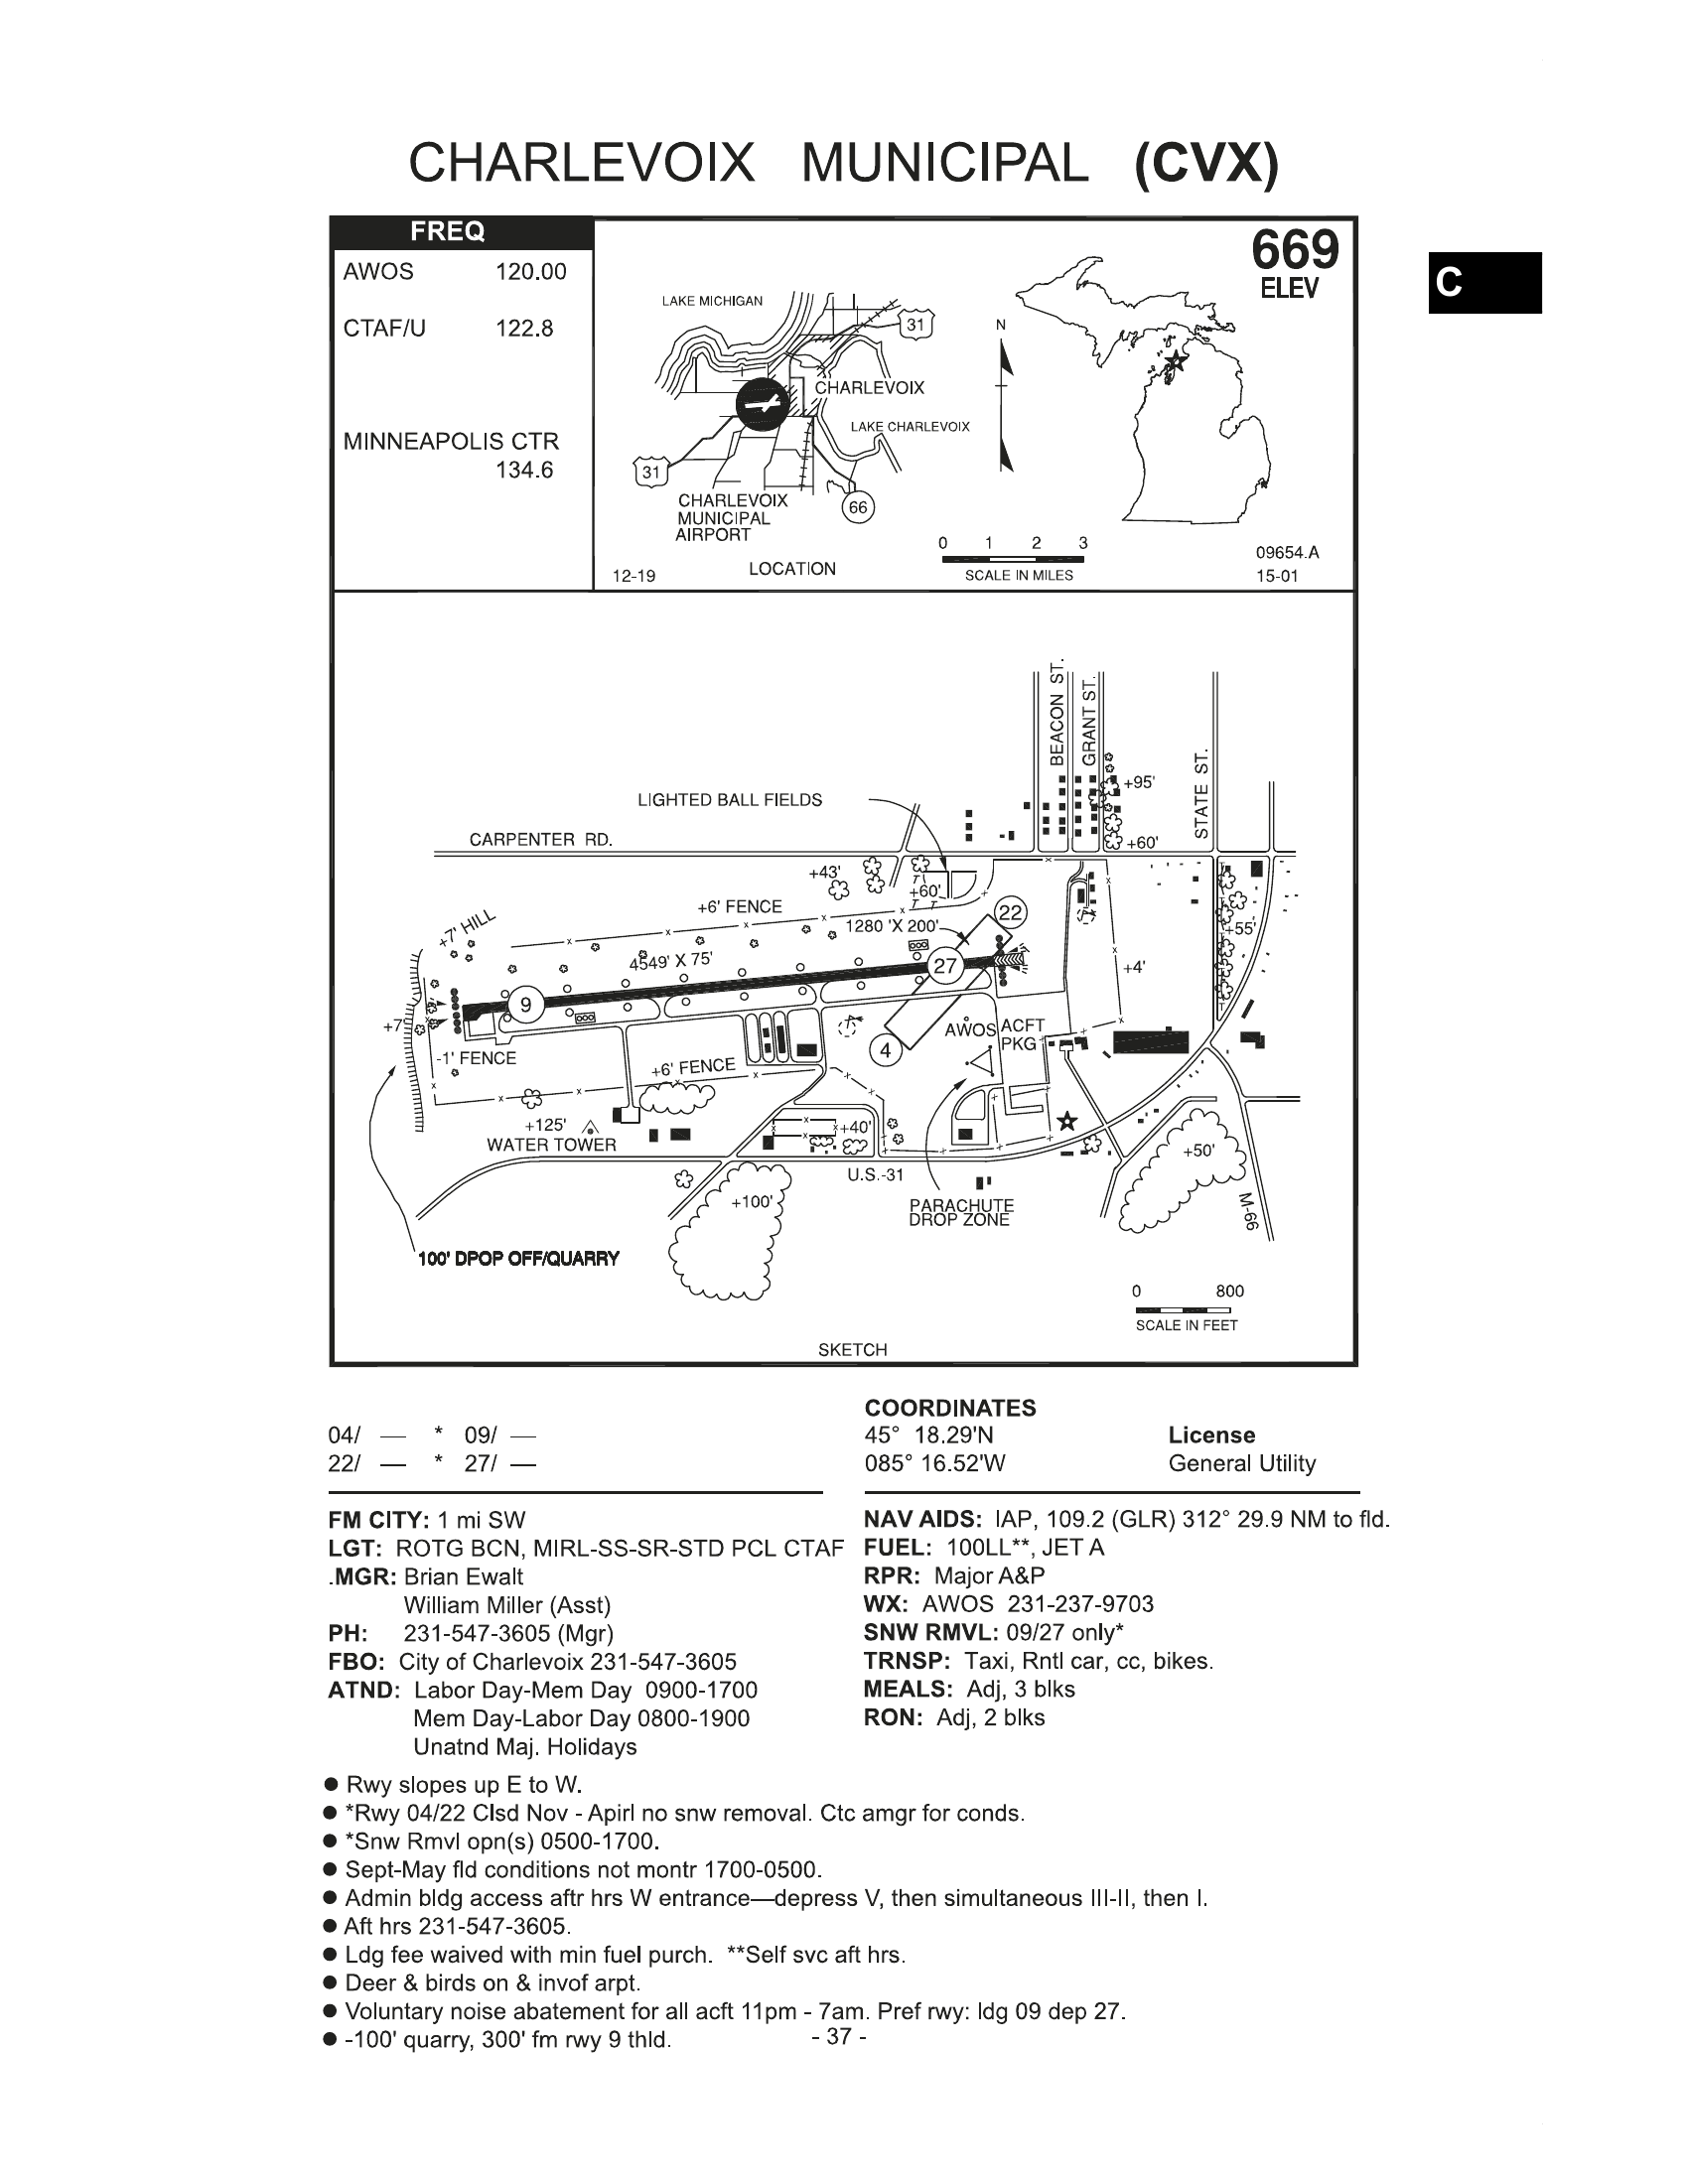 CHARLEVOIX MUNICIPAL (CVX)
FREQ
AWOS 120.00
CTAF/U 122.8
MINNEAPOLIS CTR
134.6
669
ELEV
C
LAKE MICHIGAN
31
N
CHARLEVOIX
LAKE CHARLEVOIX
31
66
CHARLEVOIX
MUNICIPAL
AIRPORT
0 1 2 3
SCALE IN MILES
LOCATION
12-19
09654.A
15-01
BEACON ST.
GRANT ST.
STATE ST.
+95'
LIGHTED BALL FIELDS
CARPENTER RD.
+60'
+43'
+60'
+6' FENCE
22
1280 'X 200'
+7' HILL
+55'
4549' X 75'
27
+4'
9
+7'
AWOS
ACFT
PKG
4
-1' FENCE
+6' FENCE
+125'
WATER TOWER
+40'
+50'
U.S.-31
+100'
PARACHUTE
DROP ZONE
M-66
100' DPOP OFF/QUARRY
0 800
SCALE IN FEET
SKETCH
04/ — * 09/ —
22/ — * 27/ —
COORDINATES
45° 18.29'N
085° 16.52'W
License
General Utility
FM CITY: 1 mi SW
LGT: ROTG BCN, MIRL-SS-SR-STD PCL CTAF
.MGR: Brian Ewalt
William Miller (Asst)
PH: 231-547-3605 (Mgr)
FBO: City of Charlevoix 231-547-3605
ATND: Labor Day-Mem Day 0900-1700
Mem Day-Labor Day 0800-1900
Unatnd Maj. Holidays
NAV AIDS: IAP, 109.2 (GLR) 312° 29.9 NM to fld.
FUEL: 100LL**, JET A
RPR: Major A&P
WX: AWOS 231-237-9703
SNW RMVL: 09/27 only*
TRNSP: Taxi, Rntl car, cc, bikes.
MEALS: Adj, 3 blks
RON: Adj, 2 blks
● Rwy slopes up E to W.
● *Rwy 04/22 Clsd Nov - Apirl no snw removal. Ctc amgr for conds.
● *Snw Rmvl opn(s) 0500-1700.
● Sept-May fld conditions not montr 1700-0500.
● Admin bldg access aftr hrs W entrance—depress V, then simultaneous III-II, then I.
● Aft hrs 231-547-3605.
● Ldg fee waived with min fuel purch. **Self svc aft hrs.
● Deer & birds on & invof arpt.
● Voluntary noise abatement for all acft 11pm - 7am. Pref rwy: ldg 09 dep 27.
● -100' quarry, 300' fm rwy 9 thld.
- 37 -